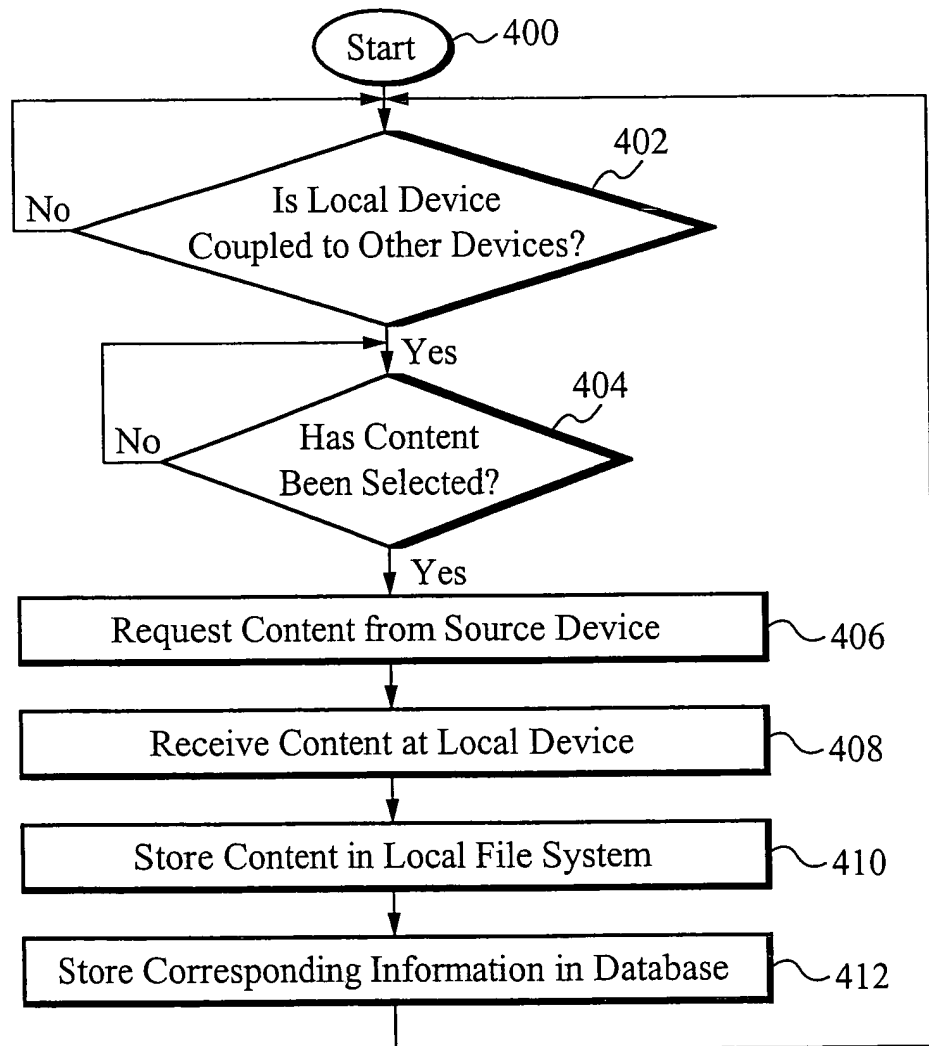 Start
400
402
Is Local Device
Coupled to Other Devices?
No
Yes
404
Has Content
Been Selected?
No
Yes
Request Content from Source Device
406
Receive Content at Local Device
408
Store Content in Local File System
410
Store Corresponding Information in Database
412